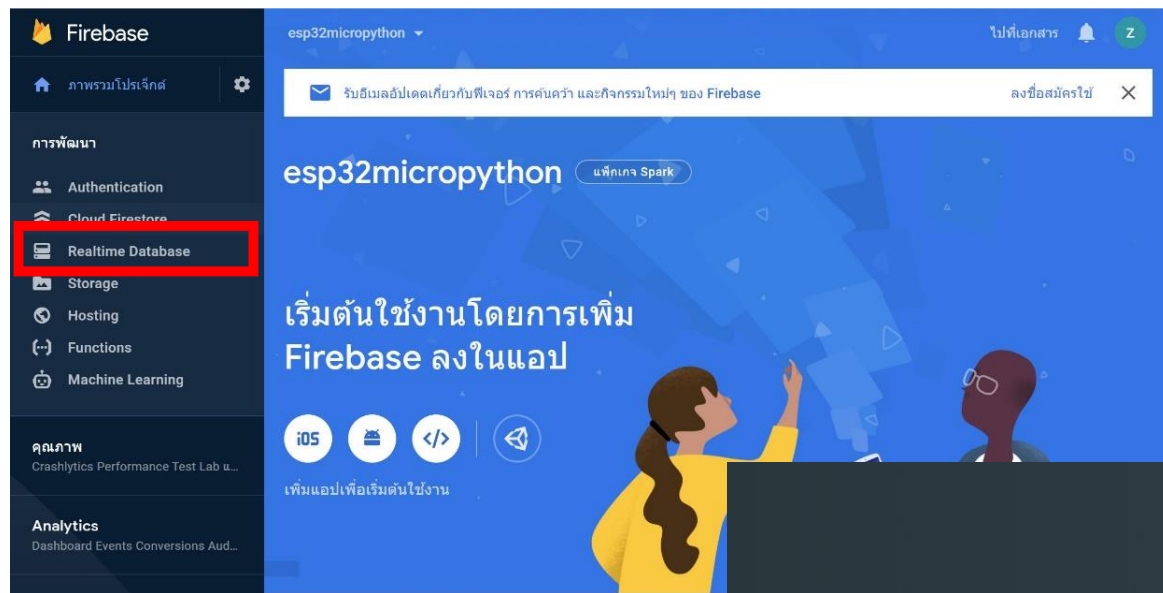 Firebase
esp32micropython
ไปที่เอกสาร
Z
ภาพรวมโปรเจ็กต์
รับอีเมลอัปเดตเกี่ยวกับฟีเจอร์ การค้นคว้า และกิจกรรมใหม่ๆ ของ Firebase
ลงชื่อสมัครใช้
การพัฒนา
Authentication
Cloud Firestore
Realtime Database
Storage
Hosting
Functions
Machine Learning
คุณภาพ
Crashlytics Performance Test Lab แ...
Analytics
Dashboard Events Conversions Aud...
esp32micropython
แพ็กเกจ Spark
เริ่มต้นใช้งานโดยการเพิ่ม
Firebase ลงในแอป
iOS
เพิ่มแอปเพื่อเริ่มต้นใช้งาน